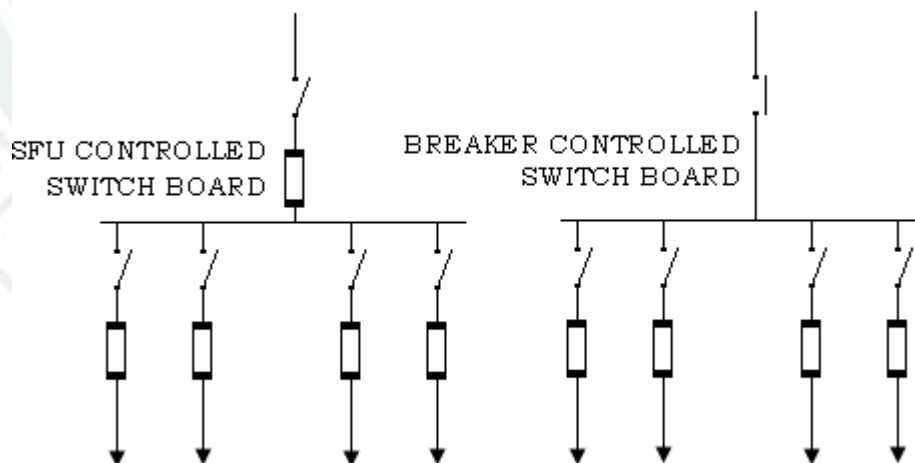 SFU CONTROLLED
SWITCH BOARD
BREAKER CONTROLLED
SWITCH BOARD